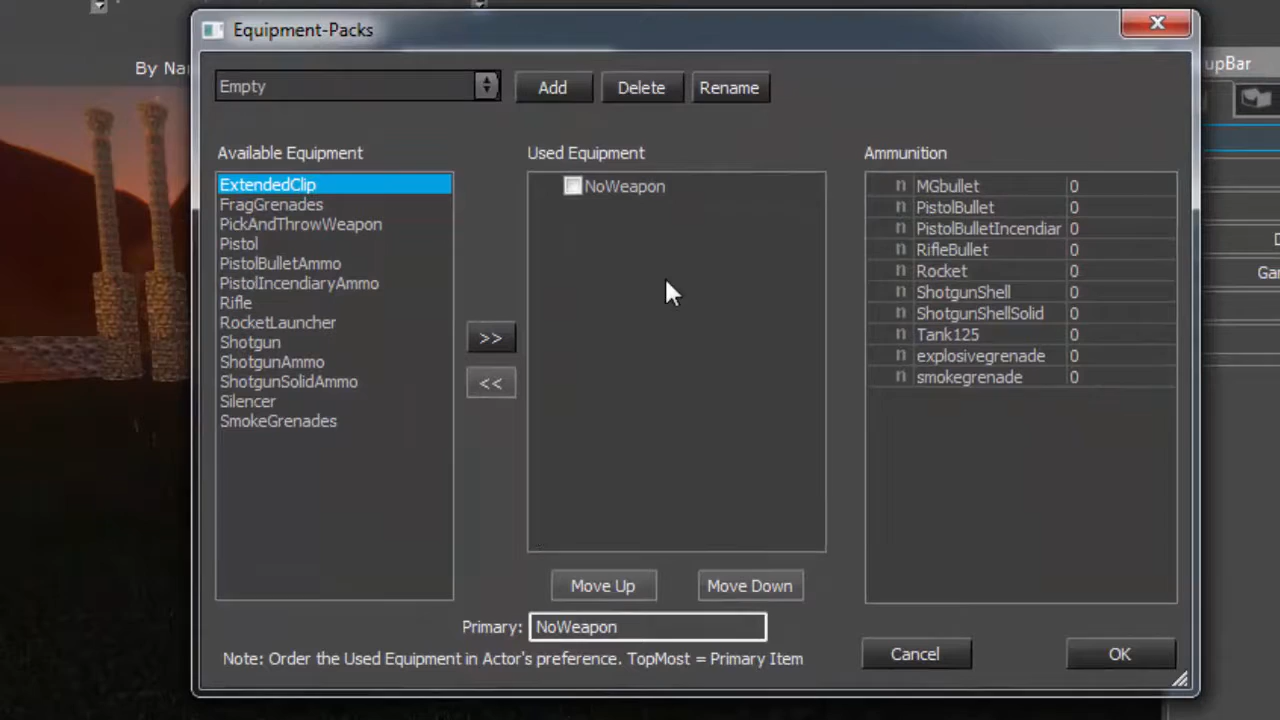 Equipment-Packs
upBar
By Na
Empty
Add
Delete
Rename
Available Equipment
Used Equipment
Ammunition
ExtendedClip
FragGrenades
PickAndThrowWeapon
Pistol
PistolBulletAmmo
PistolIncendiaryAmmo
Rifle
RocketLauncher
Shotgun
ShotgunAmmo
ShotgunSolidAmmo
Silencer
SmokeGrenades
>>
<<
NoWeapon
n MGbullet 0
n PistolBullet 0
n PistolBulletIncendiar 0
n RifleBullet 0
n Rocket 0
n ShotgunShell 0
n ShotgunShellSolid 0
n Tank125 0
n explosivegrenade 0
n smokegrenade 0
D
Ga
Move Up
Move Down
Primary: NoWeapon
Note: Order the Used Equipment in Actor's preference. TopMost = Primary Item
Cancel
OK